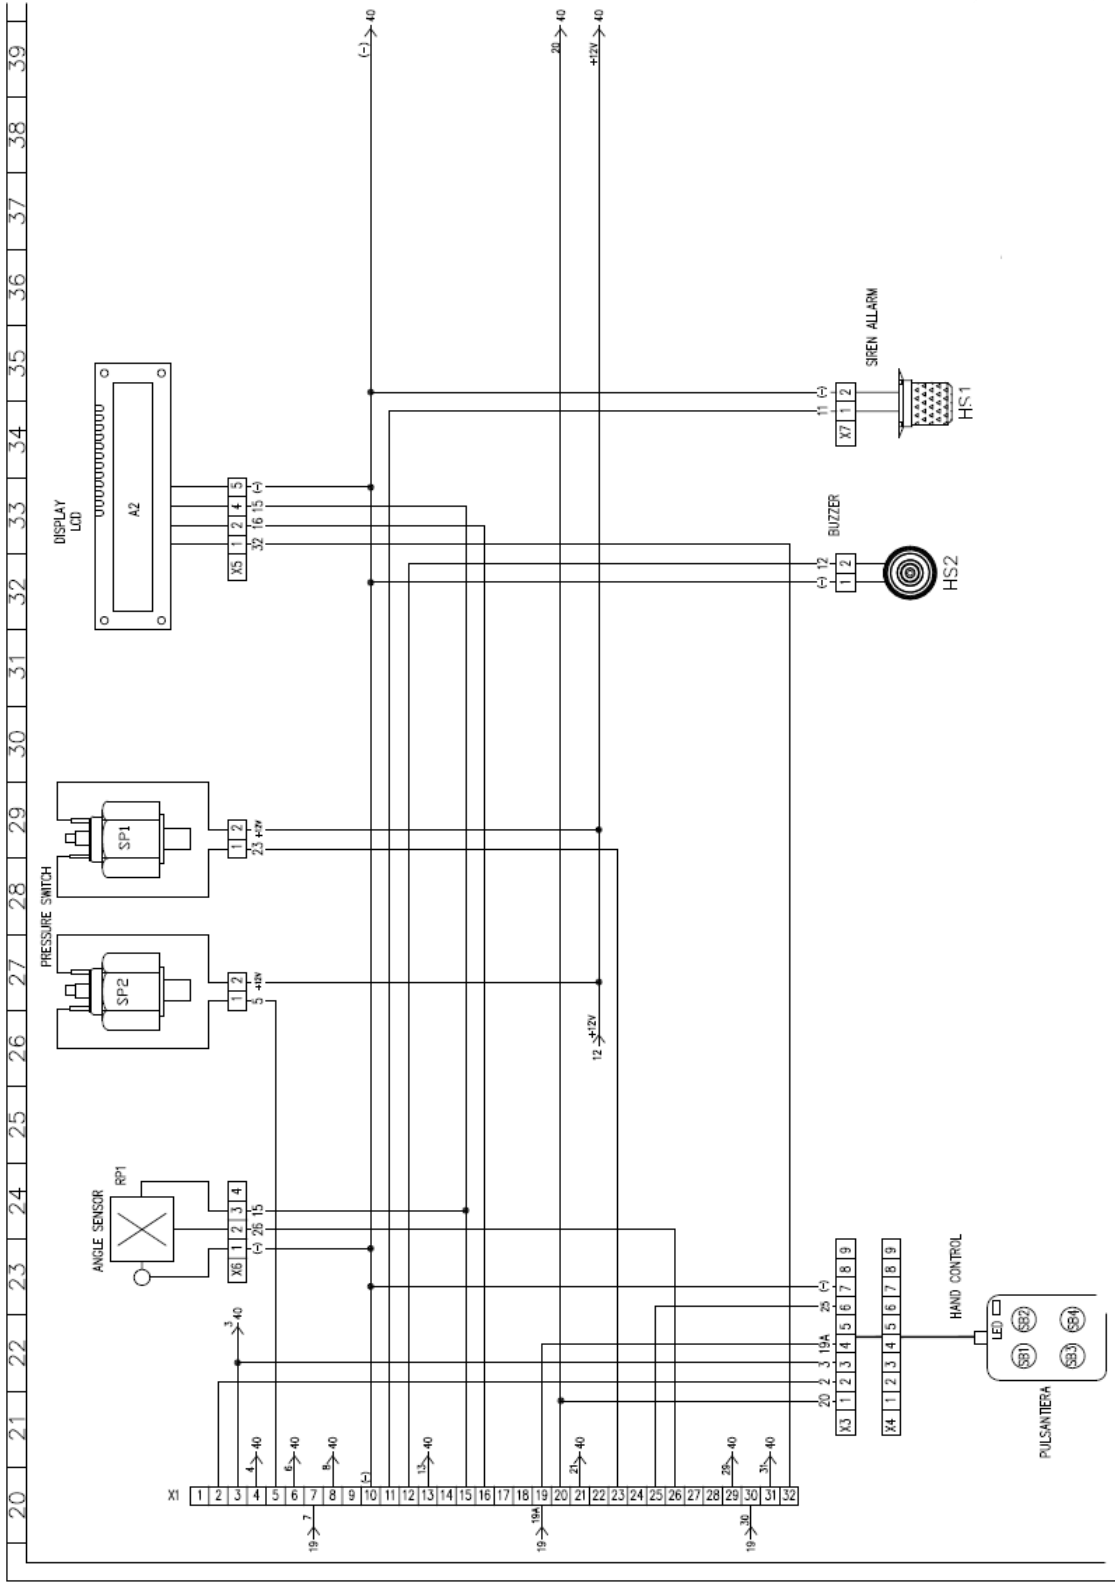 39
38
37
36
35
34
33
32
31
30
29
28
27
26
25
24
23
22
21
20
(-) 40
20 40
+12V 40
DISPLAY
LCD
A2
X5 1 2 4 5
32 16 15 (-)
SIREN ALLARM
11 (-)
X7 1 2
HS1
BUZZER
(-) 12
1 2
HS2
PRESSURE SWITCH
SP1
1 2
23 +12V
SP2
1 2
5 +12V
12 +12V
ANGLE SENSOR
RP1
X6 1 2 3 4
(-) 26 15
3 40
4 40
6 40
8 40
(-)
13 40
21 40
29 40
31 40
X1 1 2 3 4 5 6 7 8 9 10 11 12 13 14 15 16 17 18 19 20 21 22 23 24 25 26 27 28 29 30 31 32
19 7
19 19A
19 30
20 2 3 19A 25 (-)
X3 1 2 3 4 5 6 7 8 9
X4 1 2 3 4 5 6 7 8 9
HAND CONTROL
LED
SB1 SB2
SB3 SB4
PULSANTIERA